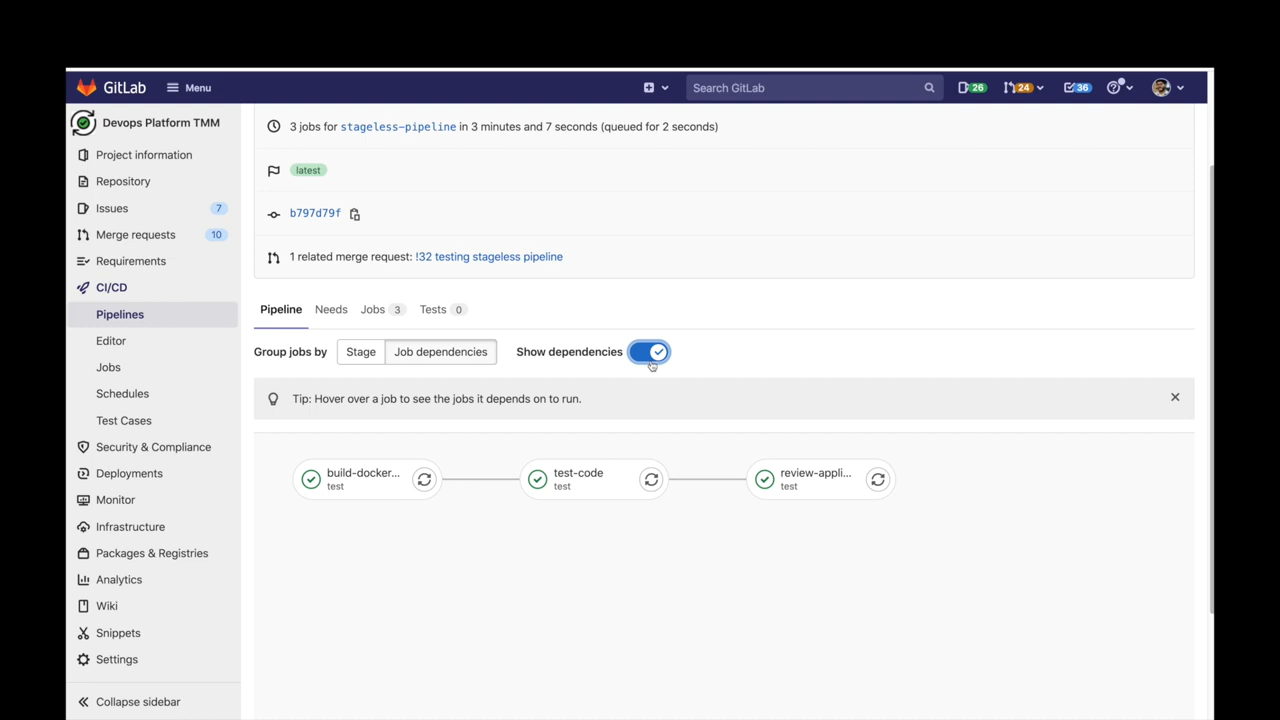 GitLab
Menu
Search GitLab
26
24
36
Devops Platform TMM
Project information
Repository
Issues 7
Merge requests 10
Requirements
CI/CD
Pipelines
Editor
Jobs
Schedules
Test Cases
Security & Compliance
Deployments
Monitor
Infrastructure
Packages & Registries
Analytics
Wiki
Snippets
Settings
Collapse sidebar
3 jobs for stageless-pipeline in 3 minutes and 7 seconds (queued for 2 seconds)
latest
b797d79f
1 related merge request: !32 testing stageless pipeline
Pipeline Needs Jobs 3 Tests 0
Group jobs by Stage Job dependencies Show dependencies
Tip: Hover over a job to see the jobs it depends on to run.
build-docker...
test
test-code
test
review-appli...
test